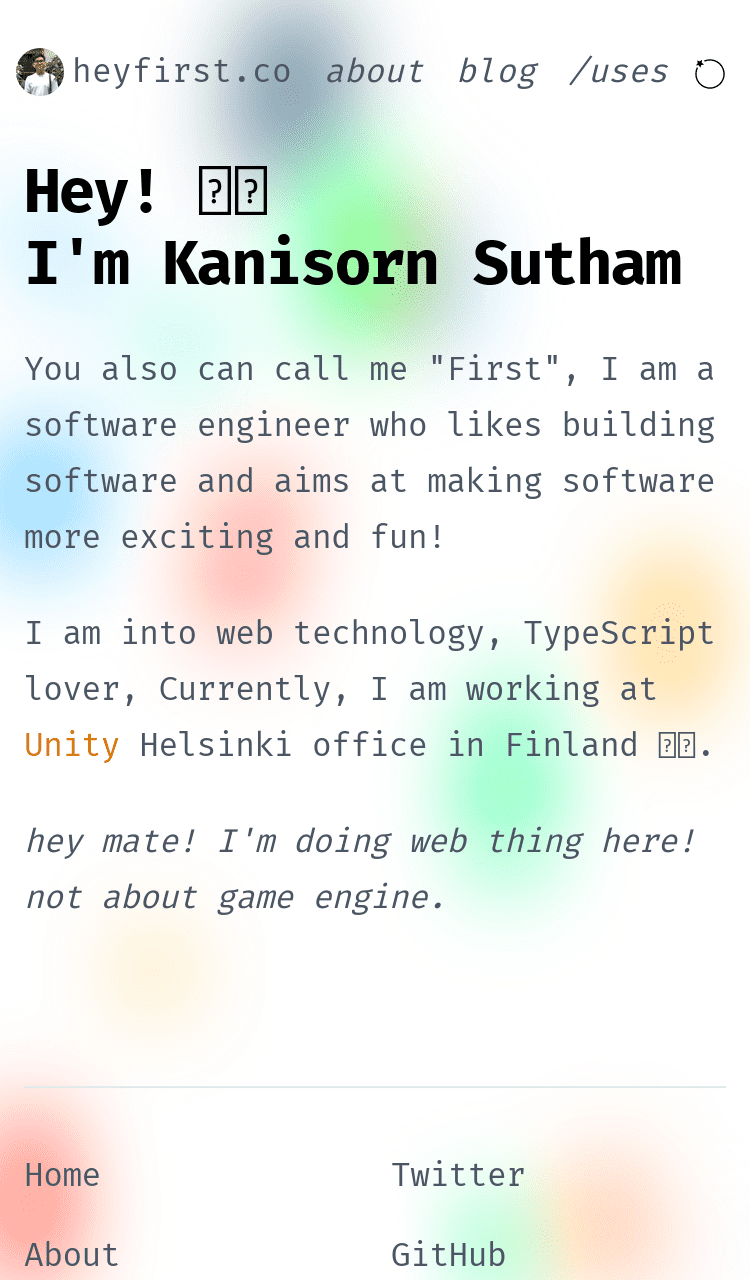 heyfirst.co about blog /uses
Hey!
I'm Kanisorn Sutham
You also can call me "First", I am a
software engineer who likes building
software and aims at making software
more exciting and fun!
I am into web technology, TypeScript
lover, Currently, I am working at
Unity Helsinki office in Finland .
hey mate! I'm doing web thing here!
not about game engine.
Home
Twitter
About
GitHub